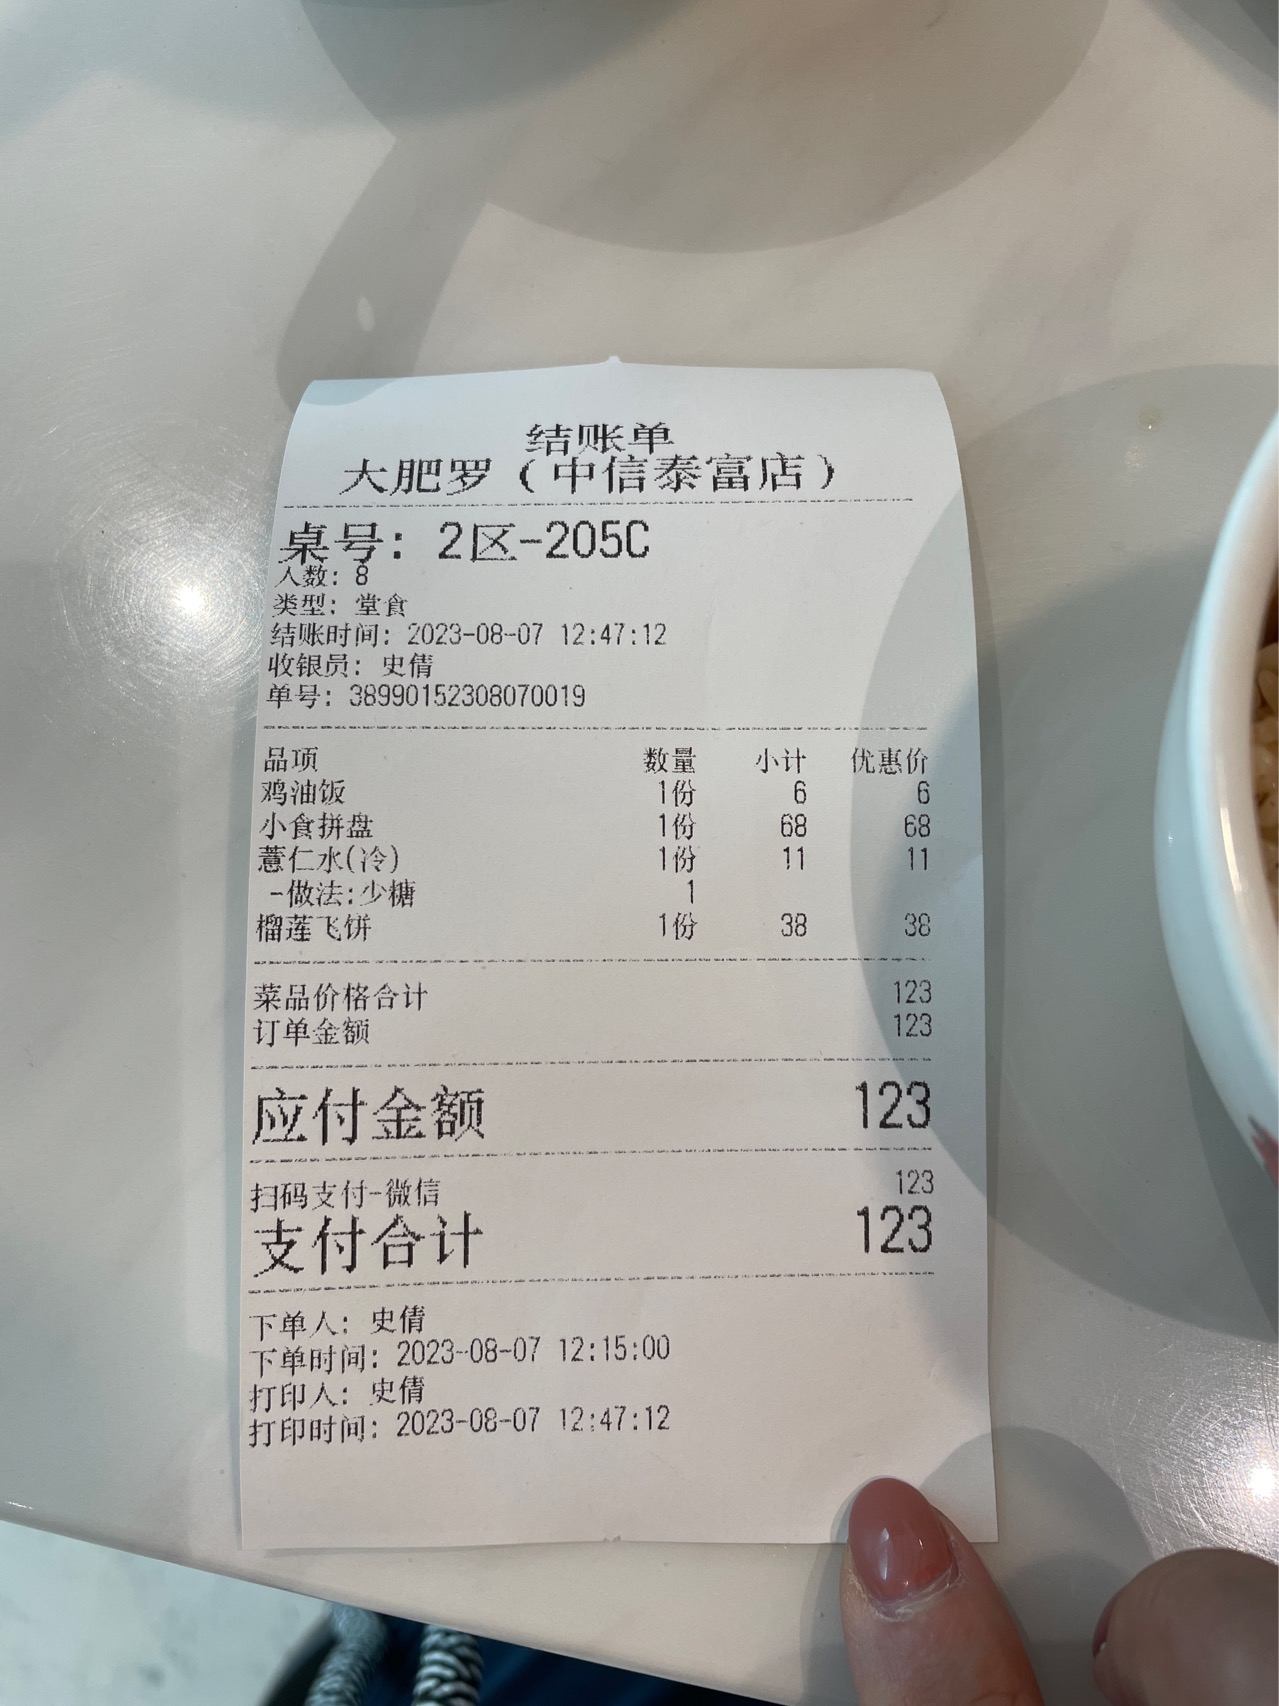 结账单
大肥罗（中信泰富店）
桌号：2区-205C
人数：8
类型：堂食
结账时间：2023-08-07 12:47:12
收银员：史倩
单号：38990152308070019
品项 数量 小计 优惠价
鸡油饭 1份 6 6
小食拼盘 1份 68 68
薏仁水(冷) 1份 11 11
-做法:少糖 1
榴莲飞饼 1份 38 38
菜品价格合计 123
订单金额 123
应付金额 123
扫码支付-微信 123
支付合计 123
下单人：史倩
下单时间：2023-08-07 12:15:00
打印人：史倩
打印时间：2023-08-07 12:47:12